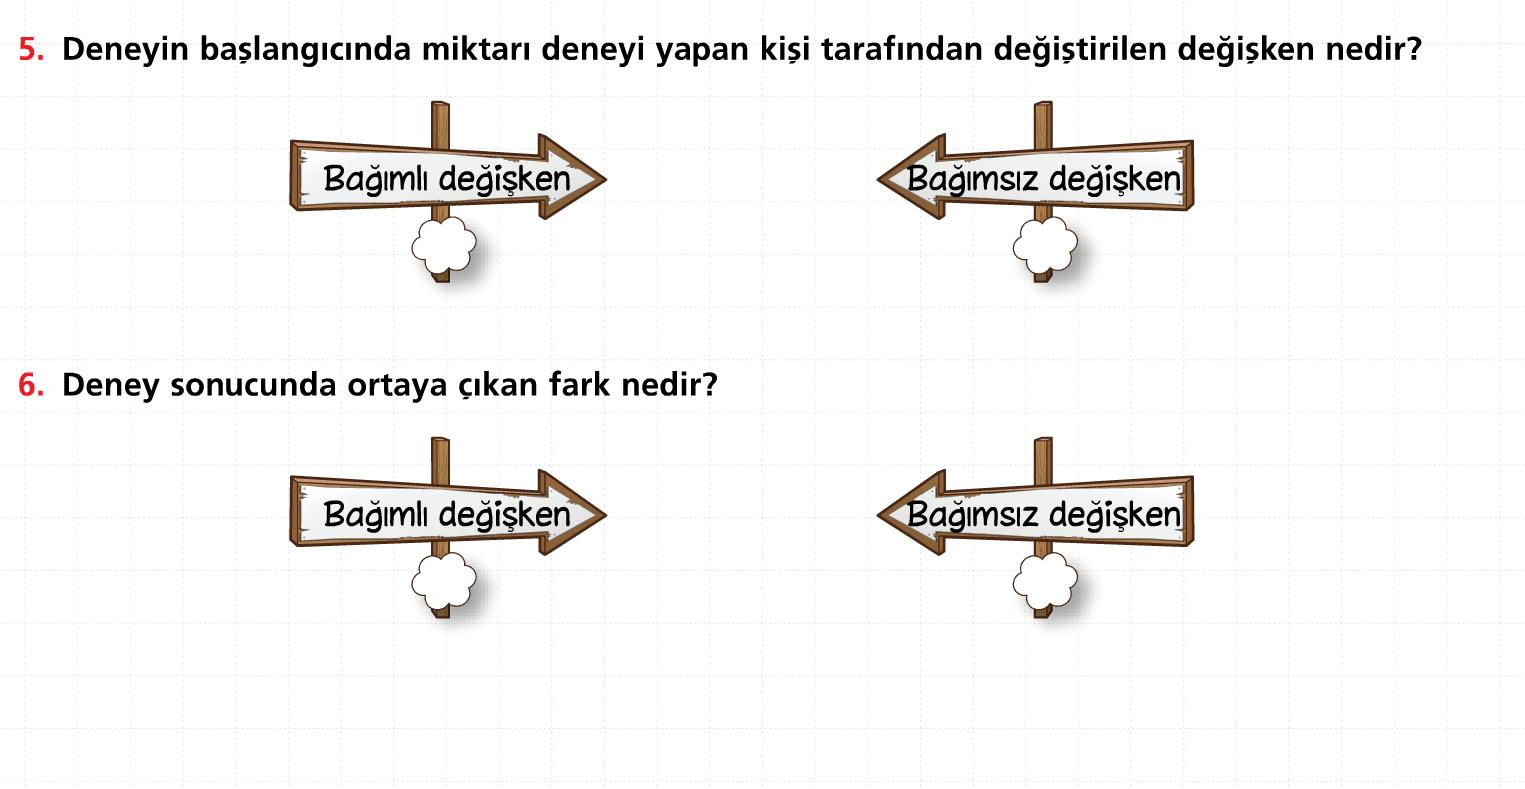 5. Deneyin başlangıcında miktarı deneyi yapan kişi tarafından değiştirilen değişken nedir?
Bağımlı değişken
Bağımsız değişken
6. Deney sonucunda ortaya çıkan fark nedir?
Bağımlı değişken
Bağımsız değişken